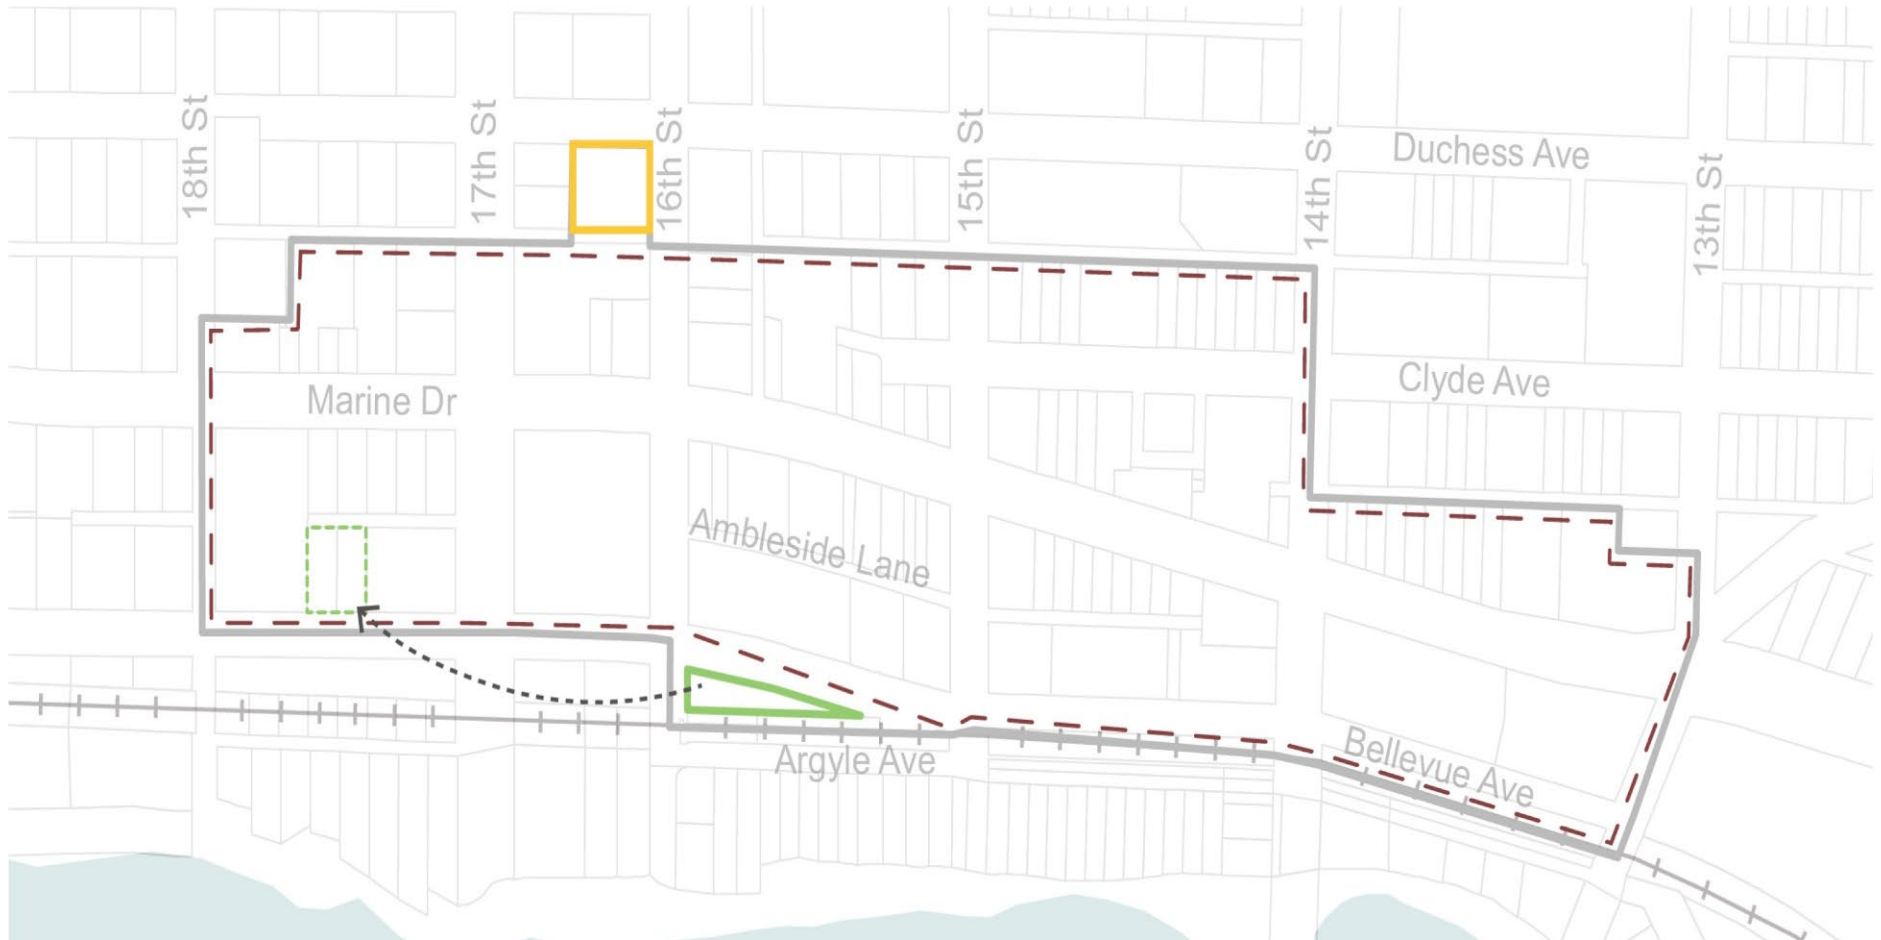 18th St
17th St
16th St
15th St
14th St
Duchess Ave
13th St
Marine Dr
Clyde Ave
Ambleside Lane
Argyle Ave
Bellevue Ave